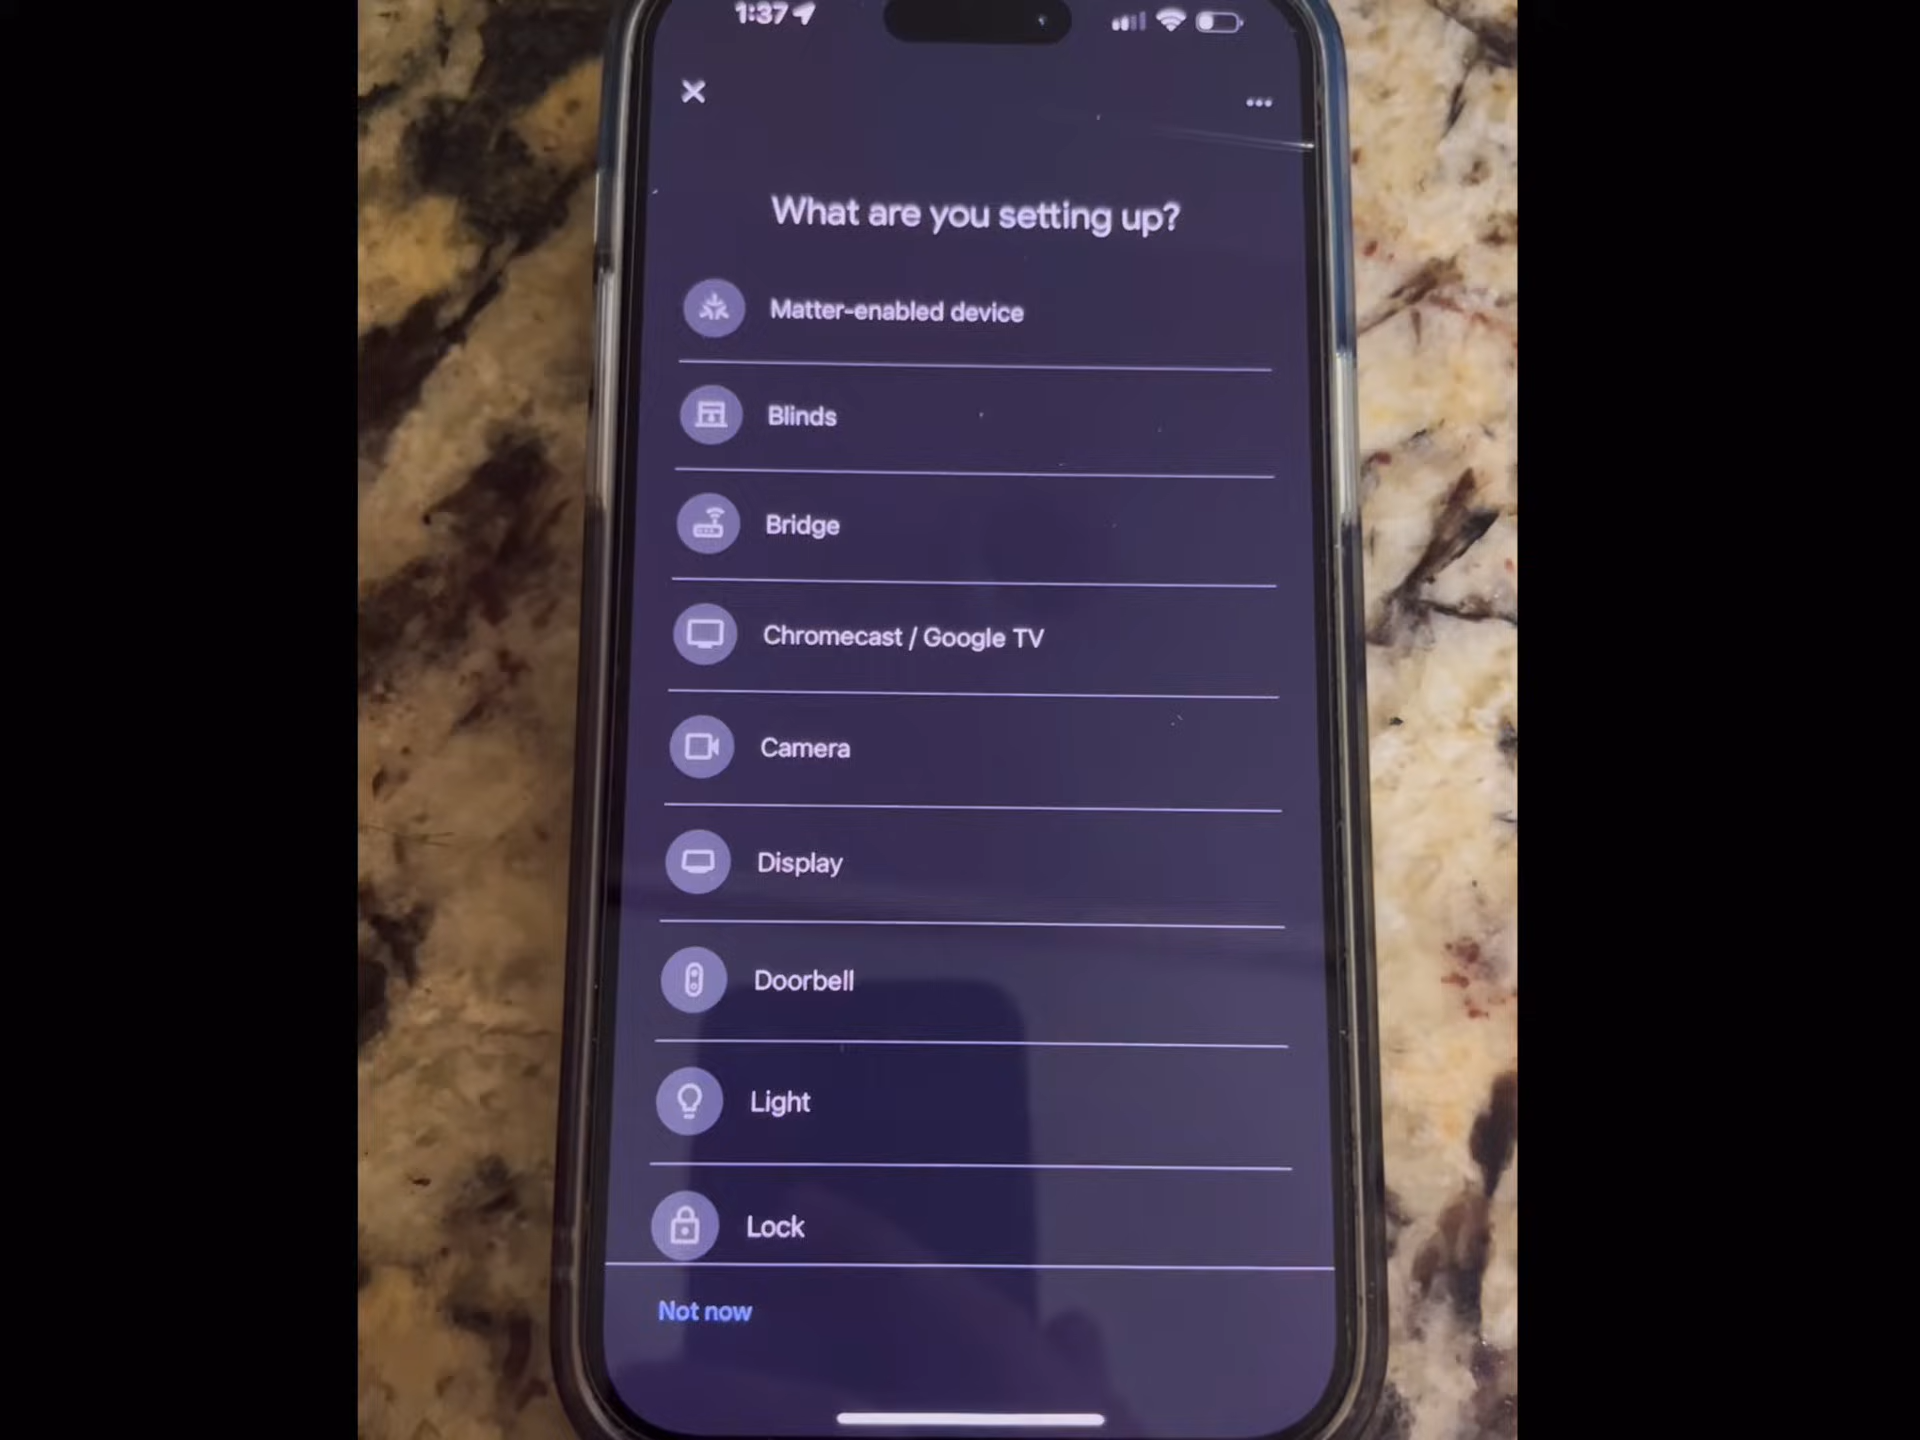 1:37
What are you setting up?
Matter-enabled device
Blinds
Bridge
Chromecast / Google TV
Camera
Display
Doorbell
Light
Lock
Not now